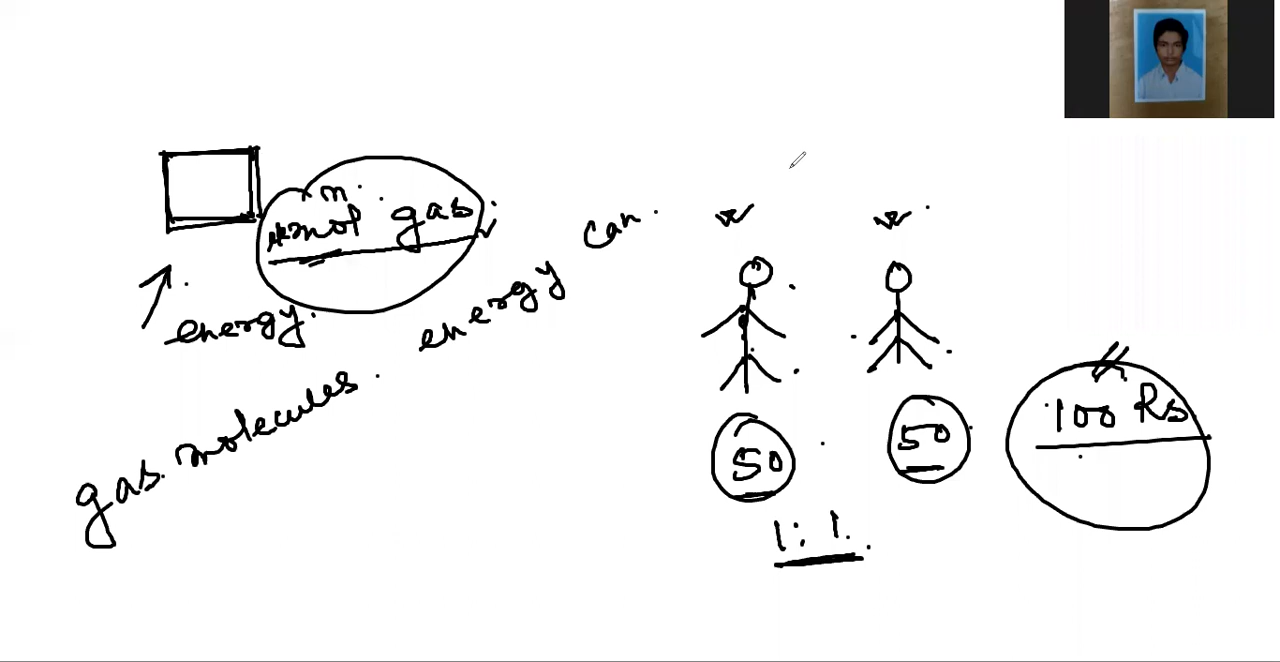 m
mol gas
energy.
energy can
gas molecules
50
50
100 Rs
1:1